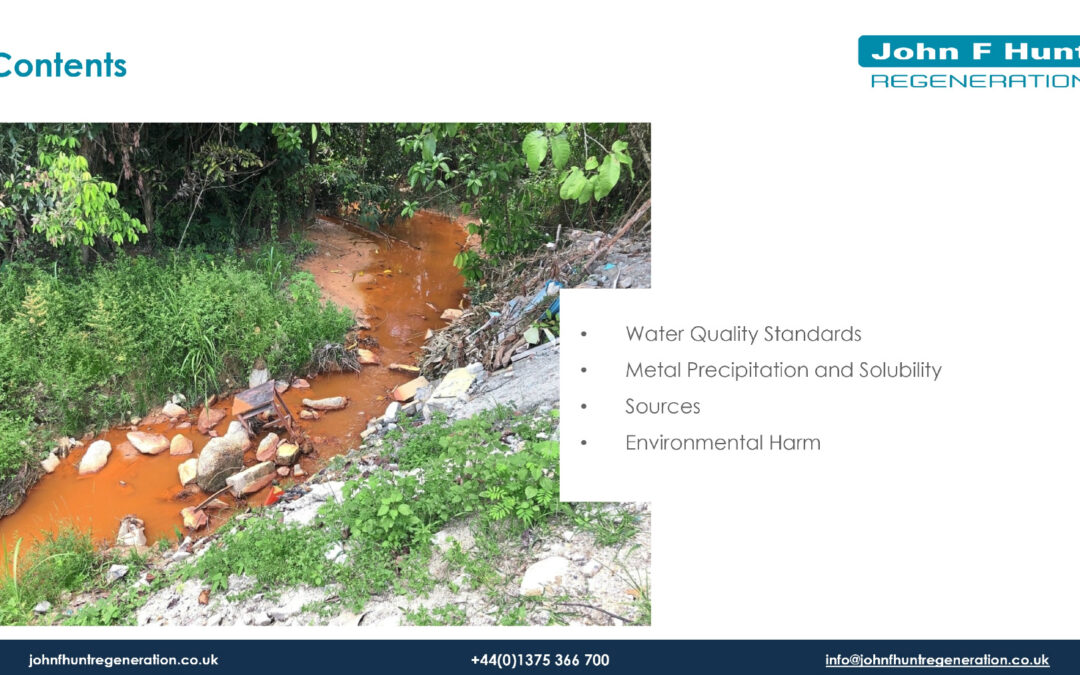 Contents
John F Hunt
REGENERATION
• Water Quality Standards
• Metal Precipitation and Solubility
• Sources
• Environmental Harm
johnfhuntregeneration.co.uk
+44(0)1375 366 700
info@johnfhuntregeneration.co.uk